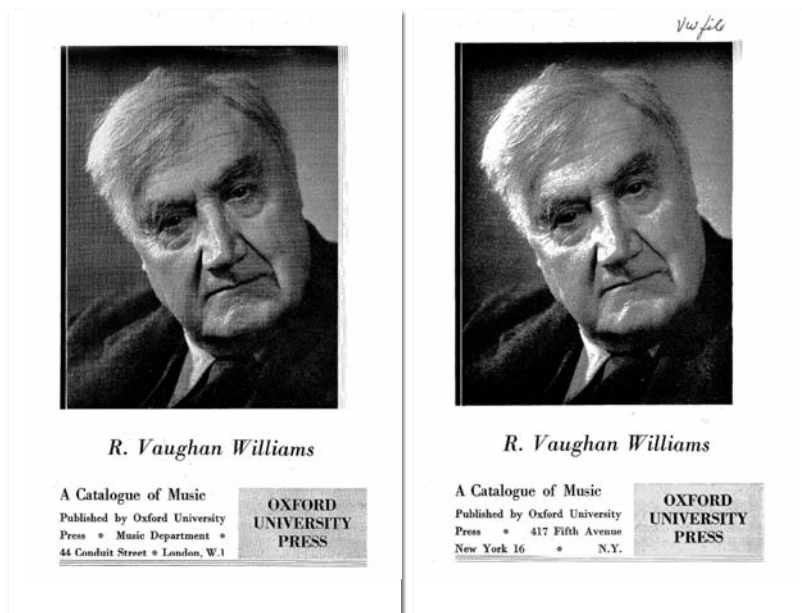 R. Vaughan Williams
A Catalogue of Music
Published by Oxford University
Press * Music Department *
44 Conduit Street * London, W.1
OXFORD
UNIVERSITY
PRESS
VW file
R. Vaughan Williams
A Catalogue of Music
Published by Oxford University
Press * 417 Fifth Avenue
New York 16 * N.Y.
OXFORD
UNIVERSITY
PRESS